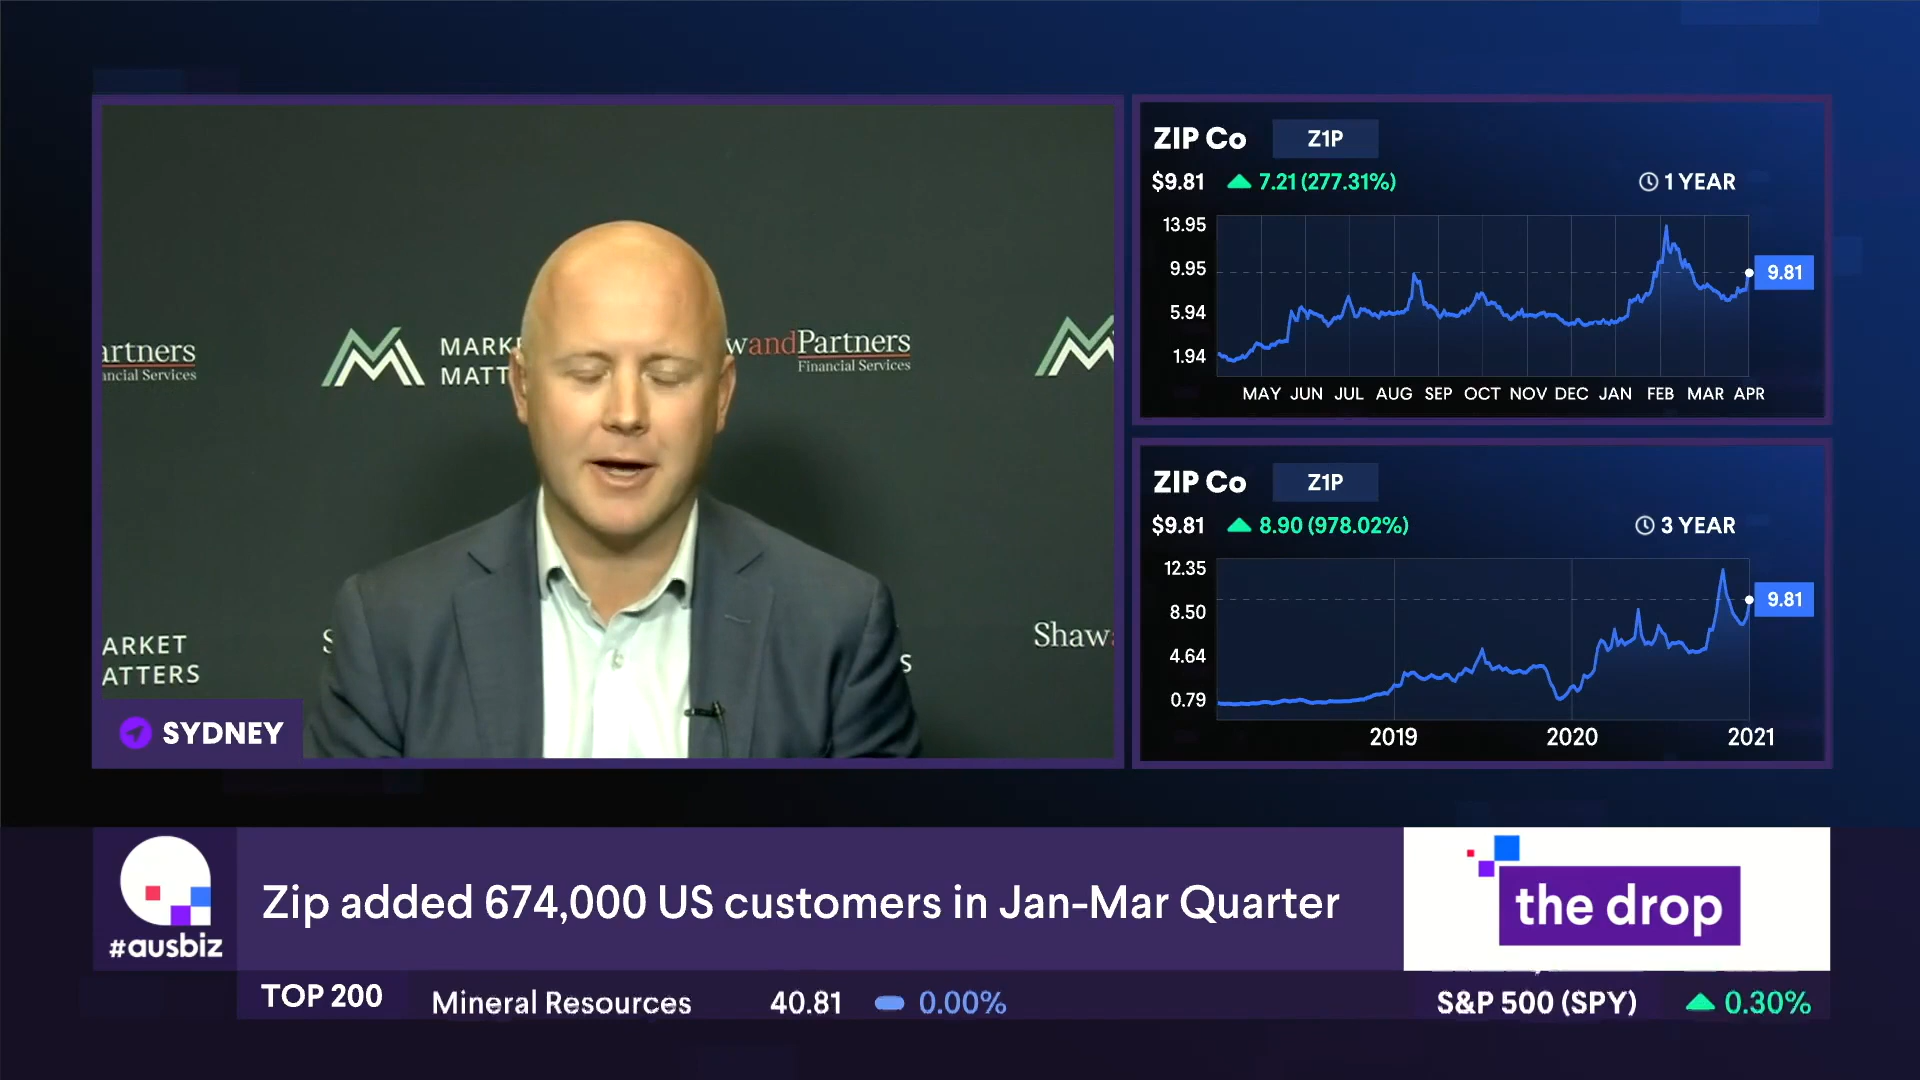 artners
ancial Services
MARK
MATT
wandPartners
Financial Services
ARKET
ATTERS
S
S
Shaw
SYDNEY
ZIP Co Z1P
$9.81 7.21 (277.31%) 1 YEAR
13.95
9.95
9.81
5.94
1.94
MAY JUN JUL AUG SEP OCT NOV DEC JAN FEB MAR APR
ZIP Co Z1P
$9.81 8.90 (978.02%) 3 YEAR
12.35
9.81
8.50
4.64
0.79
2019 2020 2021
#ausbiz
Zip added 674,000 US customers in Jan-Mar Quarter
the drop
TOP 200 Mineral Resources 40.81 0.00% S&P 500 (SPY) 0.30%